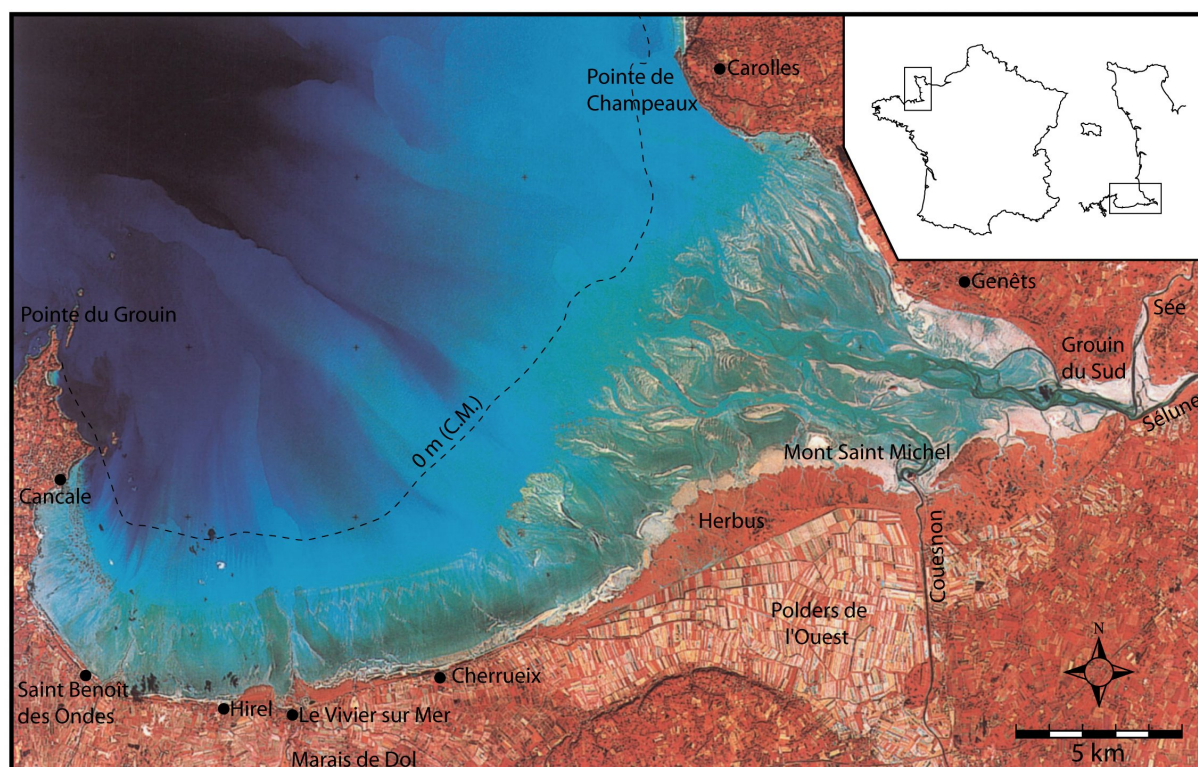 Pointe de
Champeaux
Carolles
Genêts
Sée
Pointe du Grouin
Grouin
du Sud
Sélune
0 m (C.M.)
Mont Saint Michel
Cancale
Herbus
Couesnon
Polders de
l'Ouest
N
Cherrueix
Saint Benoît
des Ondes
Hirel
Le Vivier sur Mer
Marais de Dol
5 km